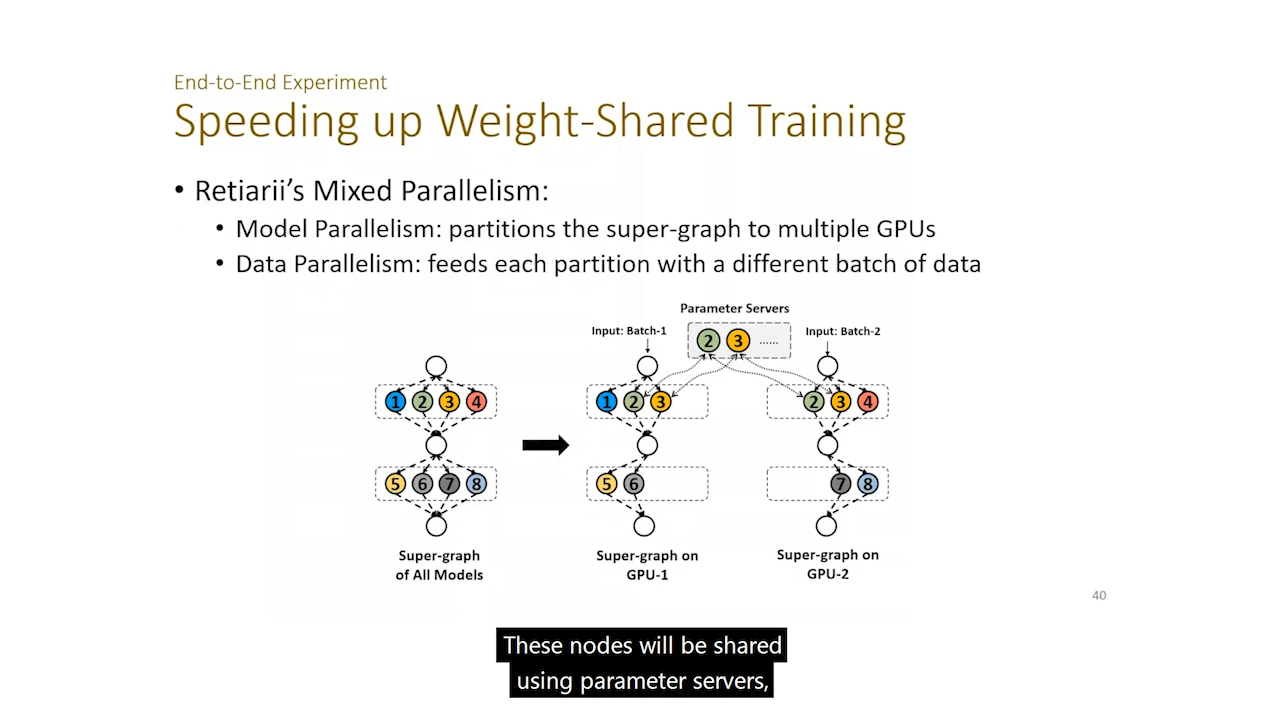 End-to-End Experiment
Speeding up Weight-Shared Training
• Retiarii's Mixed Parallelism:
• Model Parallelism: partitions the super-graph to multiple GPUs
• Data Parallelism: feeds each partition with a different batch of data
Parameter Servers
Input: Batch-1
2 3 ......
Input: Batch-2
1 2 3 4
1 2 3
2 3 4
5 6 7 8
5 6
7 8
Super-graph
of All Models
Super-graph on
GPU-1
Super-graph on
GPU-2
40
These nodes will be shared
using parameter servers,